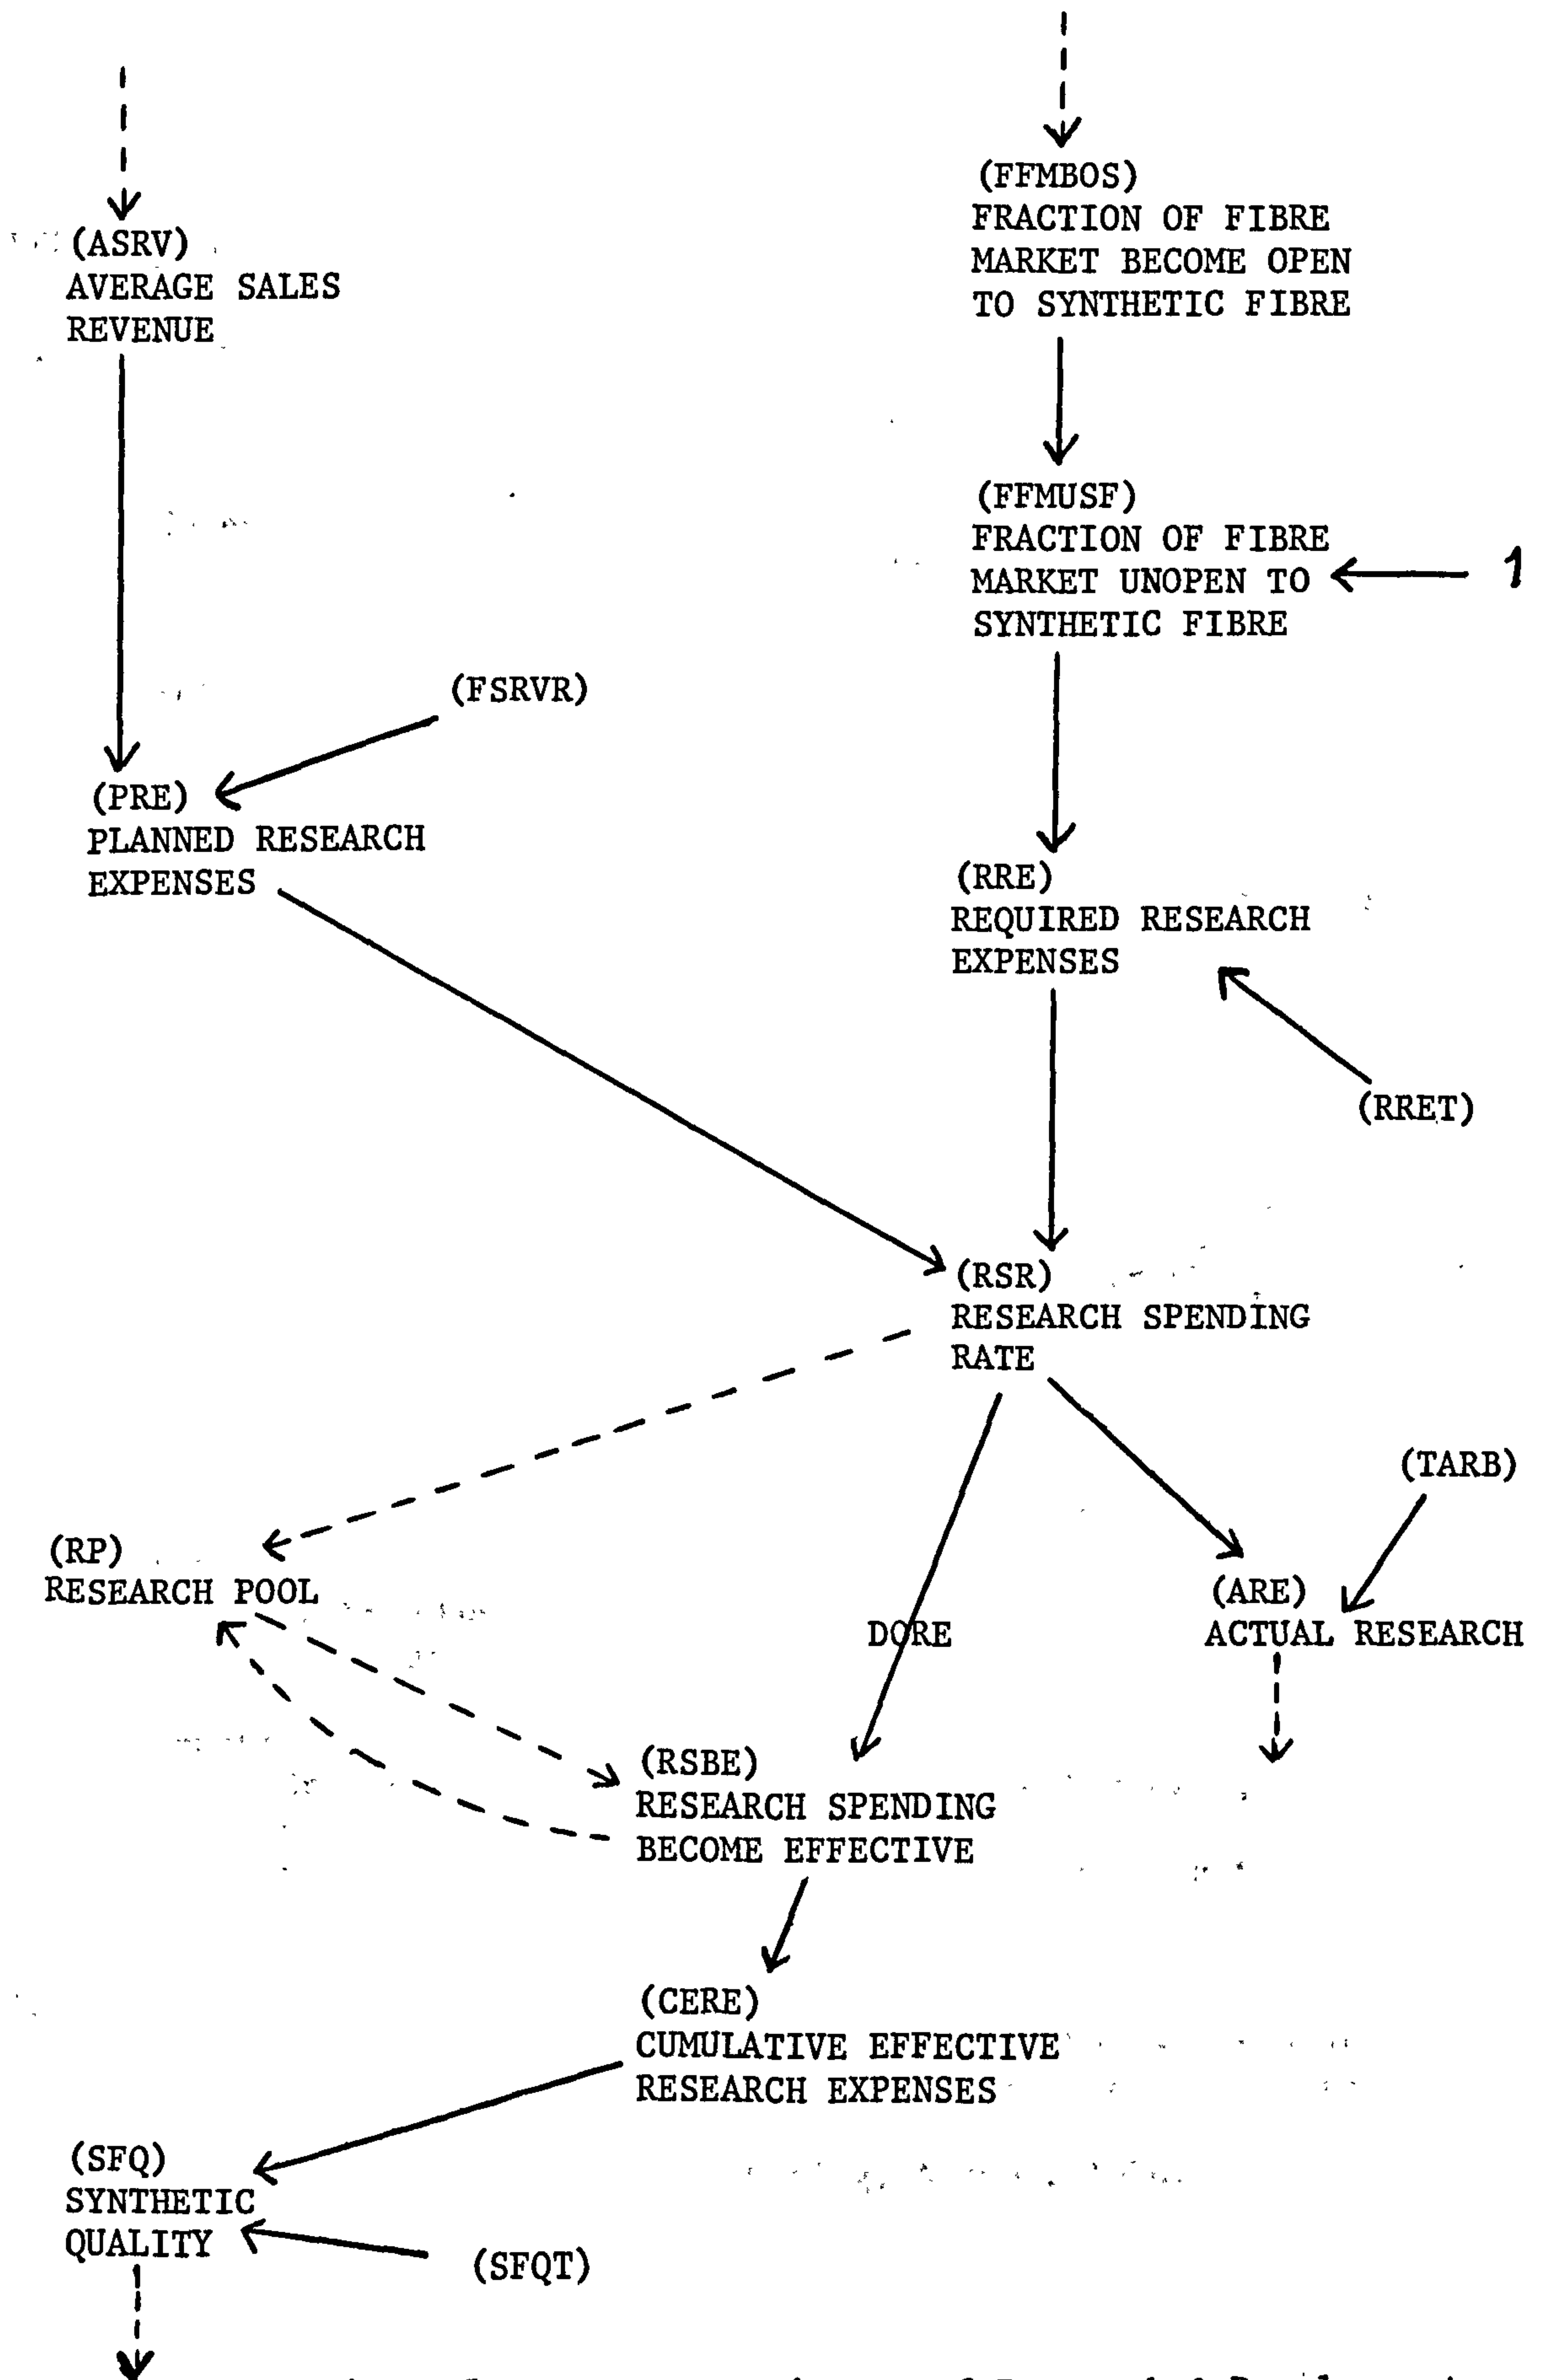 (FFMBOS)
FRACTION OF FIBRE
MARKET BECOME OPEN
TO SYNTHETIC FIBRE
(ASRV)
AVERAGE SALES
REVENUE
(FFMUSF)
FRACTION OF FIBRE
MARKET UNOPEN TO
SYNTHETIC FIBRE
1
(FSRVR)
(PRE)
PLANNED RESEARCH
EXPENSES
(RRE)
REQUIRED RESEARCH
EXPENSES
(RRET)
(RSR)
RESEARCH SPENDING
RATE
(TARB)
(RP)
RESEARCH POOL
(ARE)
ACTUAL RESEARCH
DORE
(RSBE)
RESEARCH SPENDING
BECOME EFFECTIVE
(CERE)
CUMULATIVE EFFECTIVE
RESEARCH EXPENSES
(SFQ)
SYNTHETIC
QUALITY
(SFQT)